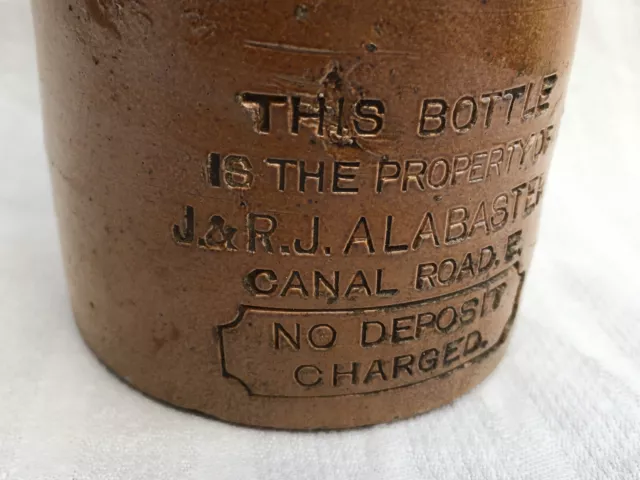 THIS BOTTLE
IS THE PROPERTY OF
J.& R.J. ALABASTER
CANAL ROAD. E.
NO DEPOSIT
CHARGED.